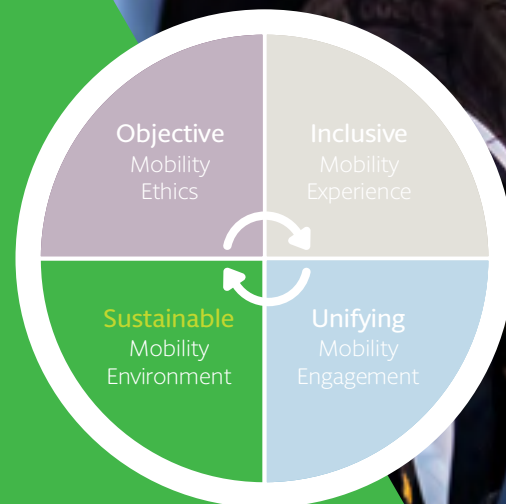 Objective
Mobility
Ethics
Inclusive
Mobility
Experience
Sustainable
Mobility
Environment
Unifying
Mobility
Engagement